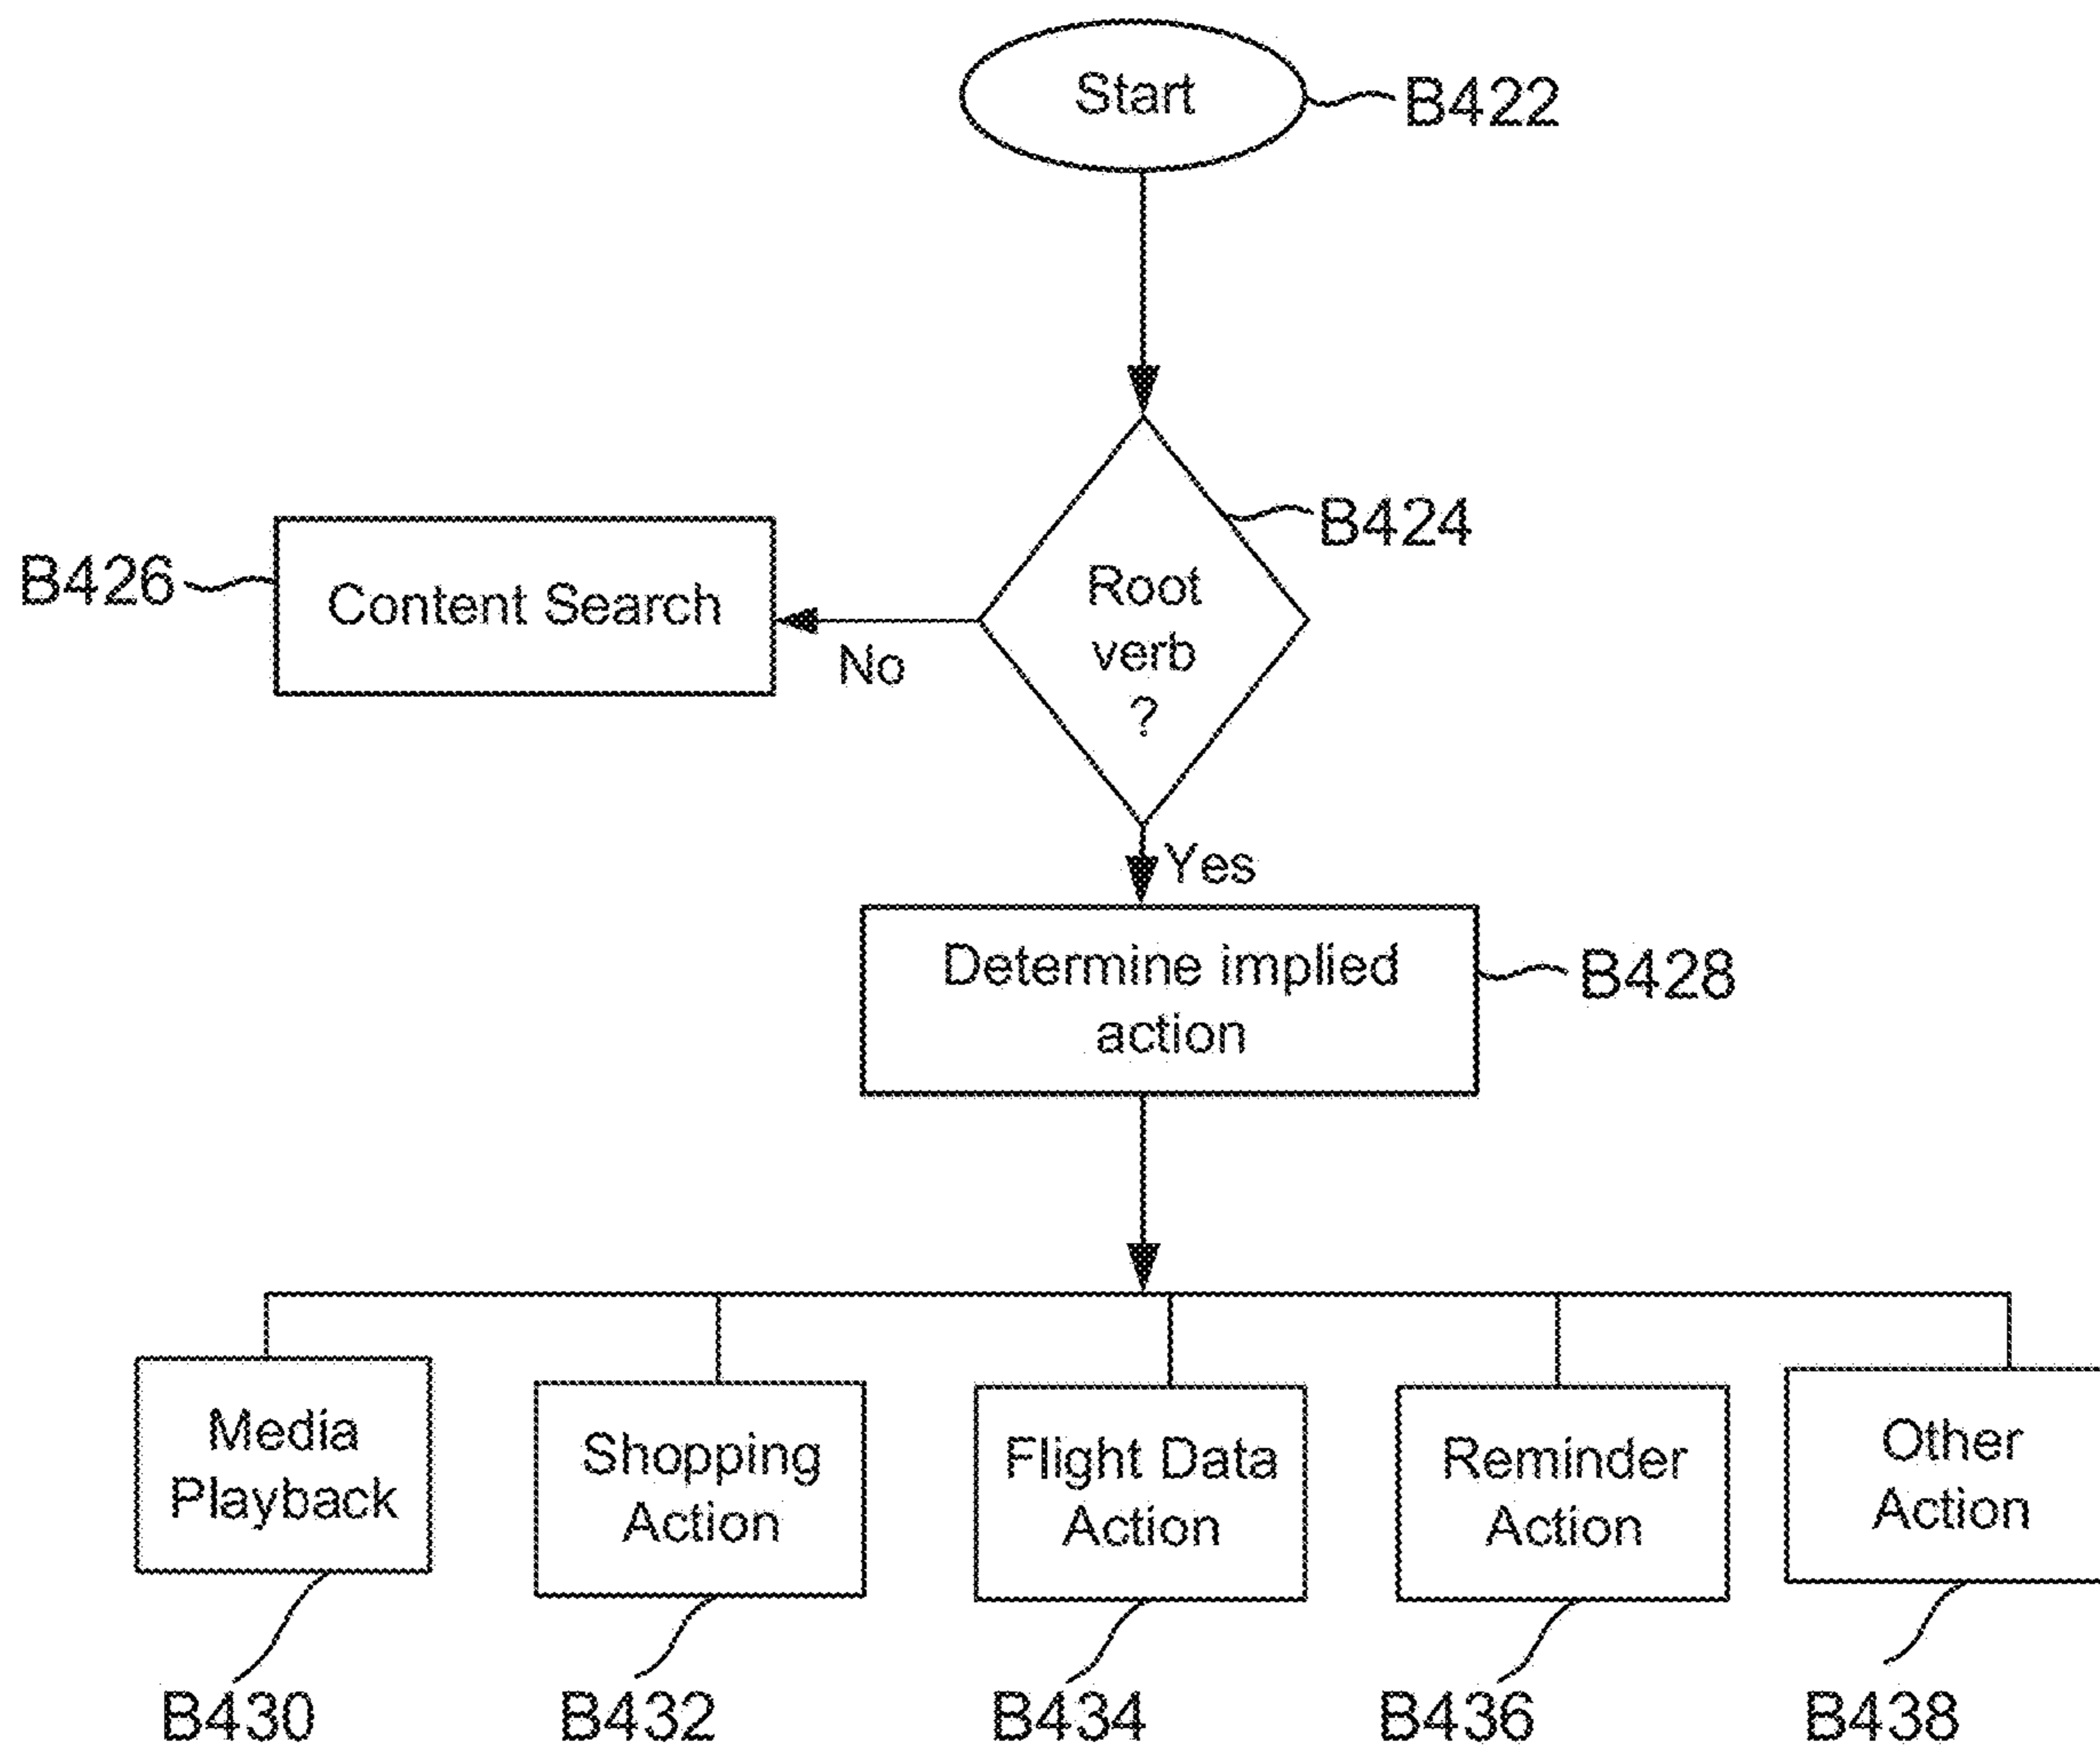 Start
B422
B424
Root
verb
?
B426
Content Search
No
Yes
Determine implied
action
B428
Media
Playback
Shopping
Action
Flight Data
Action
Reminder
Action
Other
Action
B430
B432
B434
B436
B438